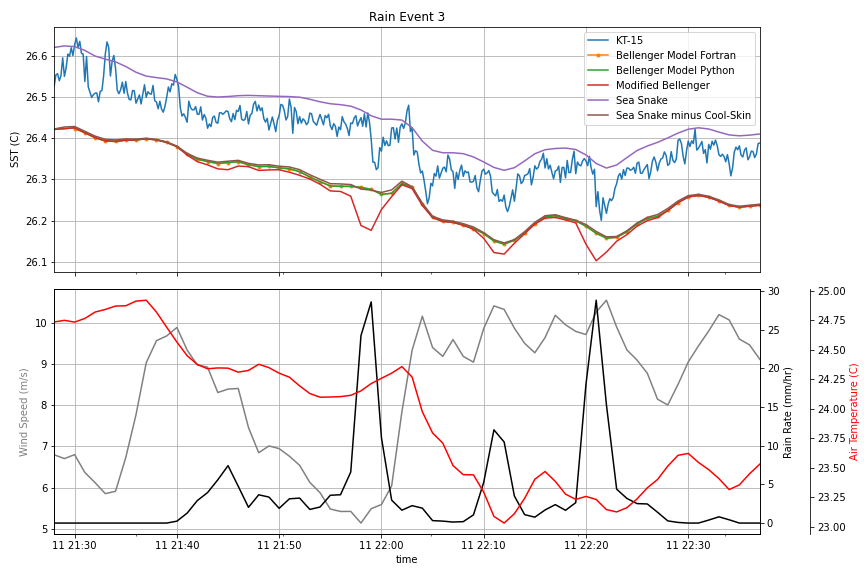 Rain Event 3
KT-15
Bellenger Model Fortran
Bellenger Model Python
Modified Bellenger
Sea Snake
Sea Snake minus Cool-Skin
SST (C)
26.6
26.5
26.4
26.3
26.2
26.1
Wind Speed (m/s)
10
9
8
7
6
5
30
25
20
15
10
5
0
Rain Rate (mm/hr)
25.00
24.75
24.50
24.25
24.00
23.75
23.50
23.25
23.00
Air Temperature (C)
11 21:30
11 21:40
11 21:50
11 22:00
11 22:10
11 22:20
11 22:30
time